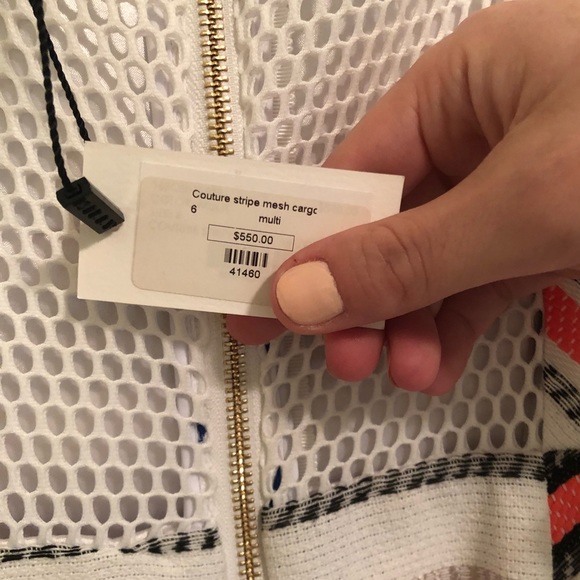 Couture stripe mesh cargo
6 multi
$550.00
41460